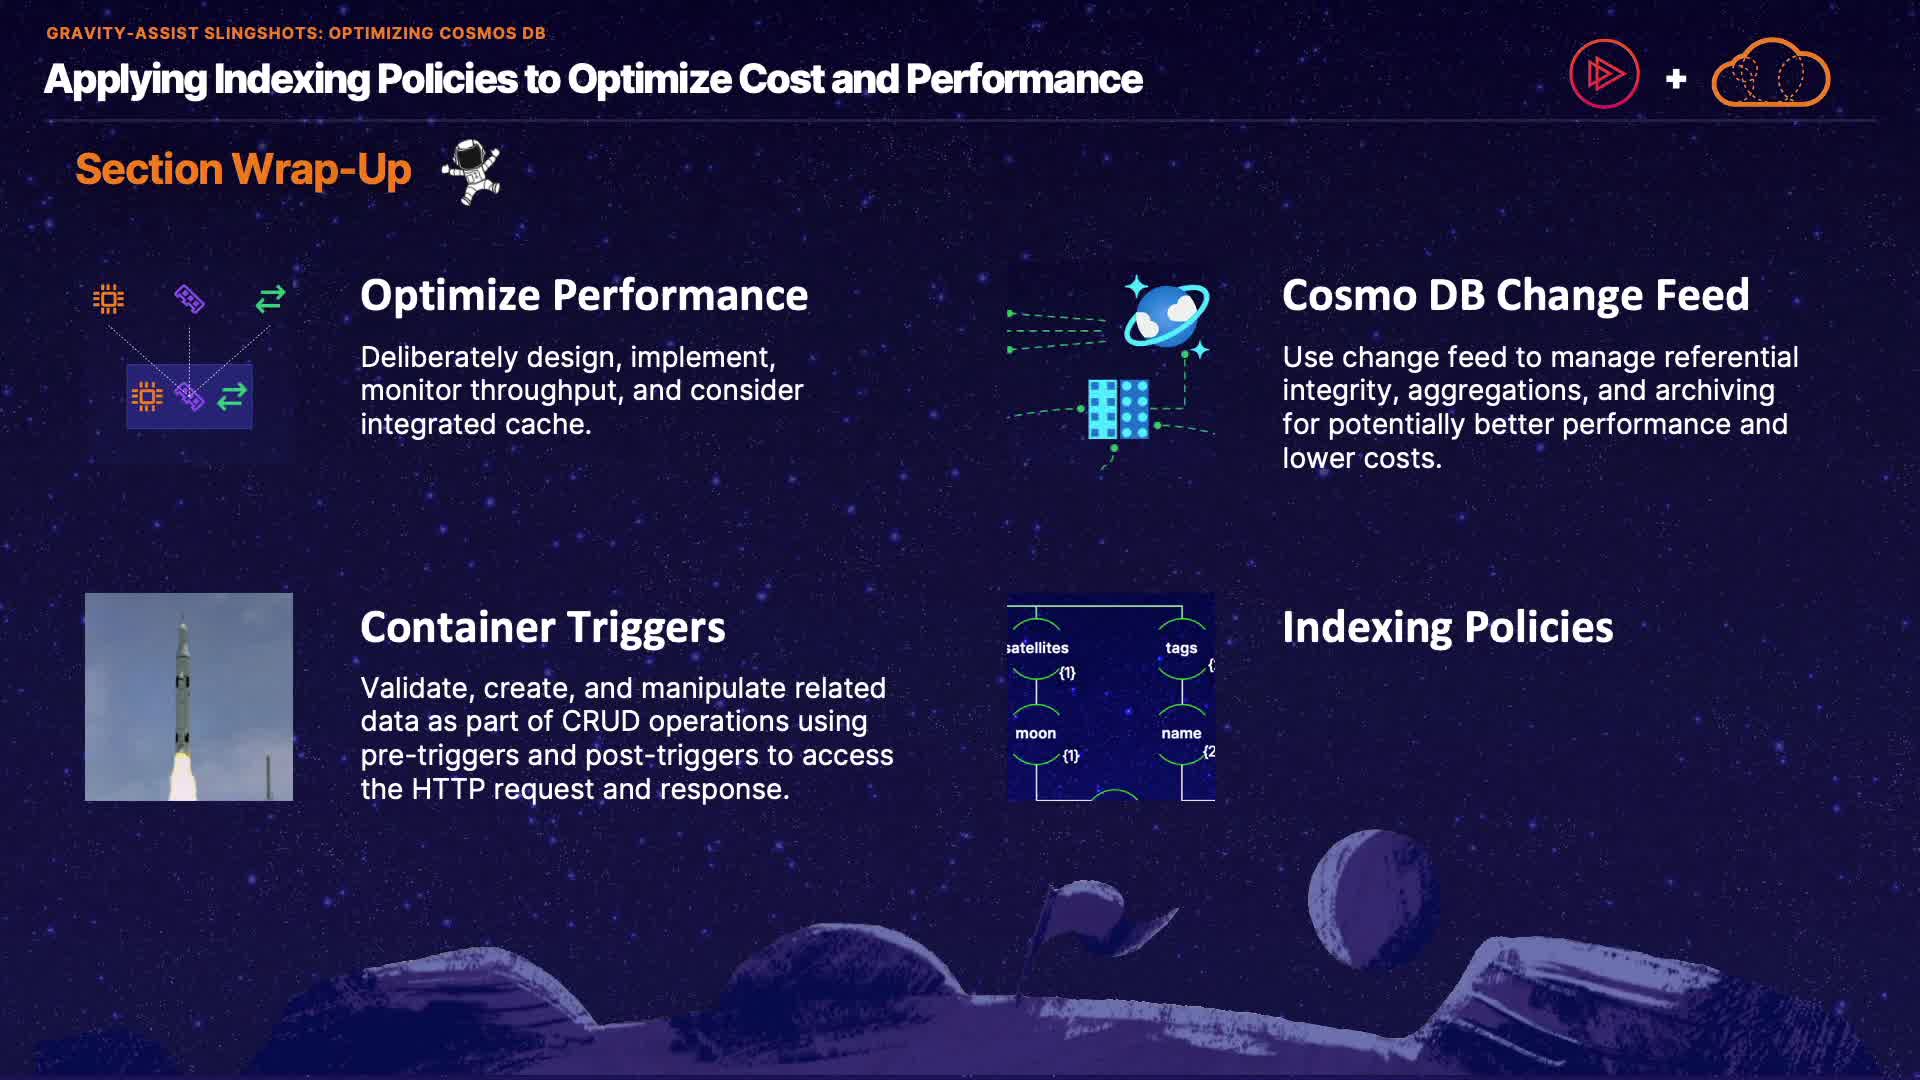 GRAVITY-ASSIST SLINGSHOTS: OPTIMIZING COSMOS DB
Applying Indexing Policies to Optimize Cost and Performance
+
Section Wrap-Up
Optimize Performance
Deliberately design, implement,
monitor throughput, and consider
integrated cache.
Cosmo DB Change Feed
Use change feed to manage referential
integrity, aggregations, and archiving
for potentially better performance and
lower costs.
Container Triggers
Validate, create, and manipulate related
data as part of CRUD operations using
pre-triggers and post-triggers to access
the HTTP request and response.
satellites
{1}
tags
moon
{1}
name
{2
Indexing Policies